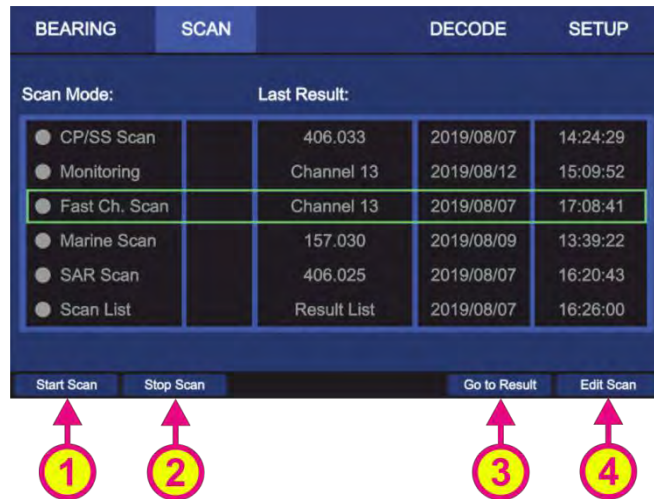 BEARING SCAN DECODE SETUP
Scan Mode: Last Result:
CP/SS Scan 406.033 2019/08/07 14:24:29
Monitoring Channel 13 2019/08/12 15:09:52
Fast Ch. Scan Channel 13 2019/08/07 17:08:41
Marine Scan 157.030 2019/08/09 13:39:22
SAR Scan 406.025 2019/08/07 16:20:43
Scan List Result List 2019/08/07 16:26:00
Start Scan Stop Scan Go to Result Edit Scan
1 2 3 4